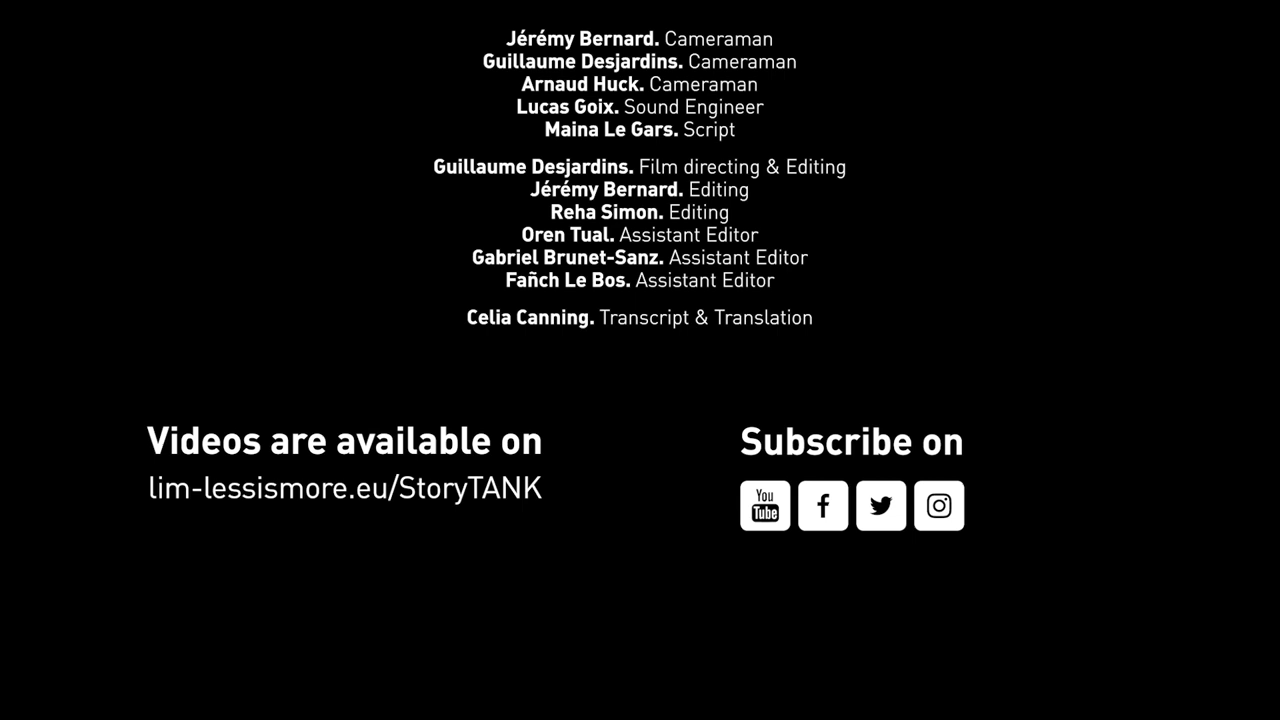 Jérémy Bernard. Cameraman
Guillaume Desjardins. Cameraman
Arnaud Huck. Cameraman
Lucas Goix. Sound Engineer
Maina Le Gars. Script
Guillaume Desjardins. Film directing & Editing
Jérémy Bernard. Editing
Reha Simon. Editing
Oren Tual. Assistant Editor
Gabriel Brunet-Sanz. Assistant Editor
Fañch Le Bos. Assistant Editor
Celia Canning. Transcript & Translation
Videos are available on
lim-lessismore.eu/StoryTANK
Subscribe on
You
Tube